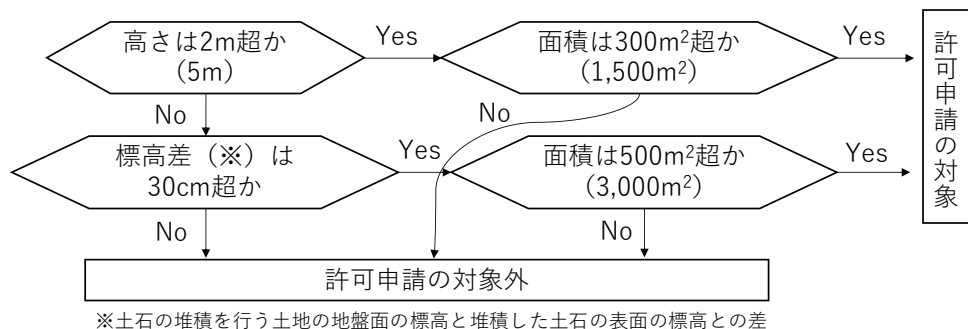 高さは2m超か
（5m）
Yes
面積は300m²超か
（1,500m²）
Yes
許可申請の対象
No
No
標高差（※）は
30cm超か
Yes
面積は500m²超か
（3,000m²）
Yes
No
No
許可申請の対象外
※土石の堆積を行う土地の地盤面の標高と堆積した土石の表面の標高との差